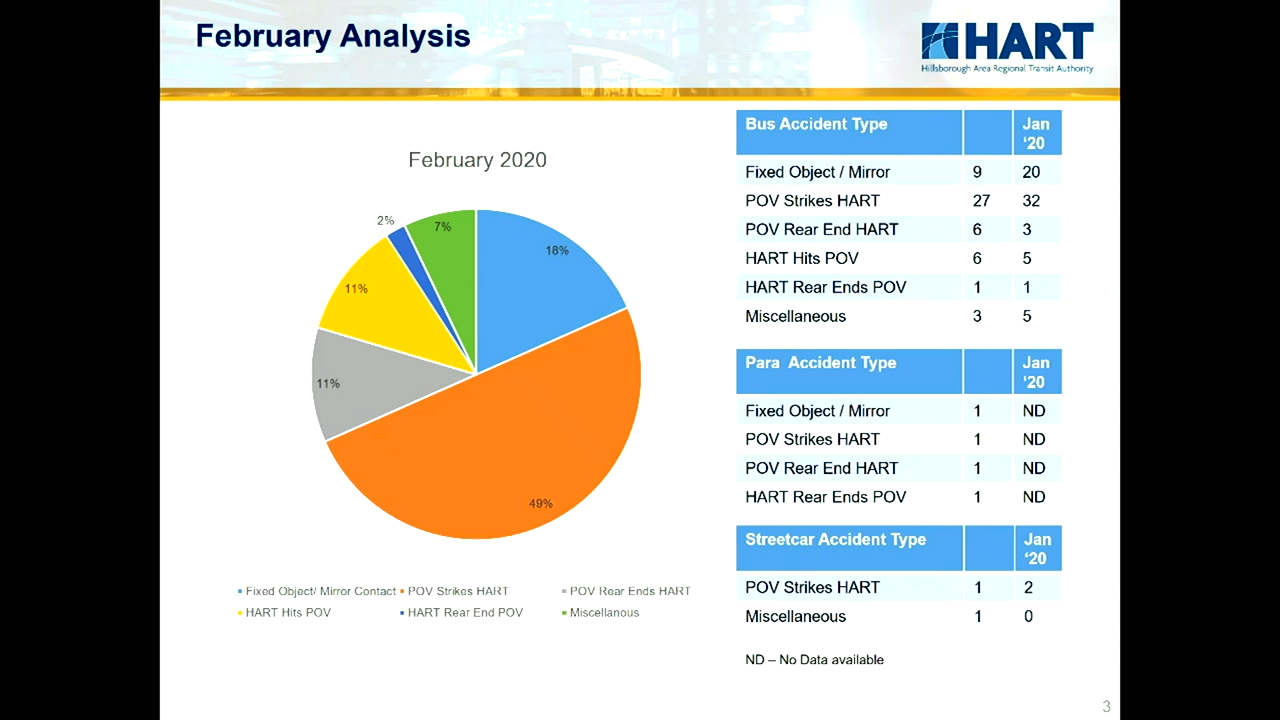 February Analysis
HART
Hillsborough Area Regional Transit Authority
February 2020
2%
7%
18%
11%
11%
49%
Fixed Object/ Mirror Contact POV Strikes HART POV Rear Ends HART
HART Hits POV HART Rear End POV Miscellanous
Bus Accident Type Jan '20
Fixed Object / Mirror 9 20
POV Strikes HART 27 32
POV Rear End HART 6 3
HART Hits POV 6 5
HART Rear Ends POV 1 1
Miscellaneous 3 5
Para Accident Type Jan '20
Fixed Object / Mirror 1 ND
POV Strikes HART 1 ND
POV Rear End HART 1 ND
HART Rear Ends POV 1 ND
Streetcar Accident Type Jan '20
POV Strikes HART 1 2
Miscellaneous 1 0
ND – No Data available
3